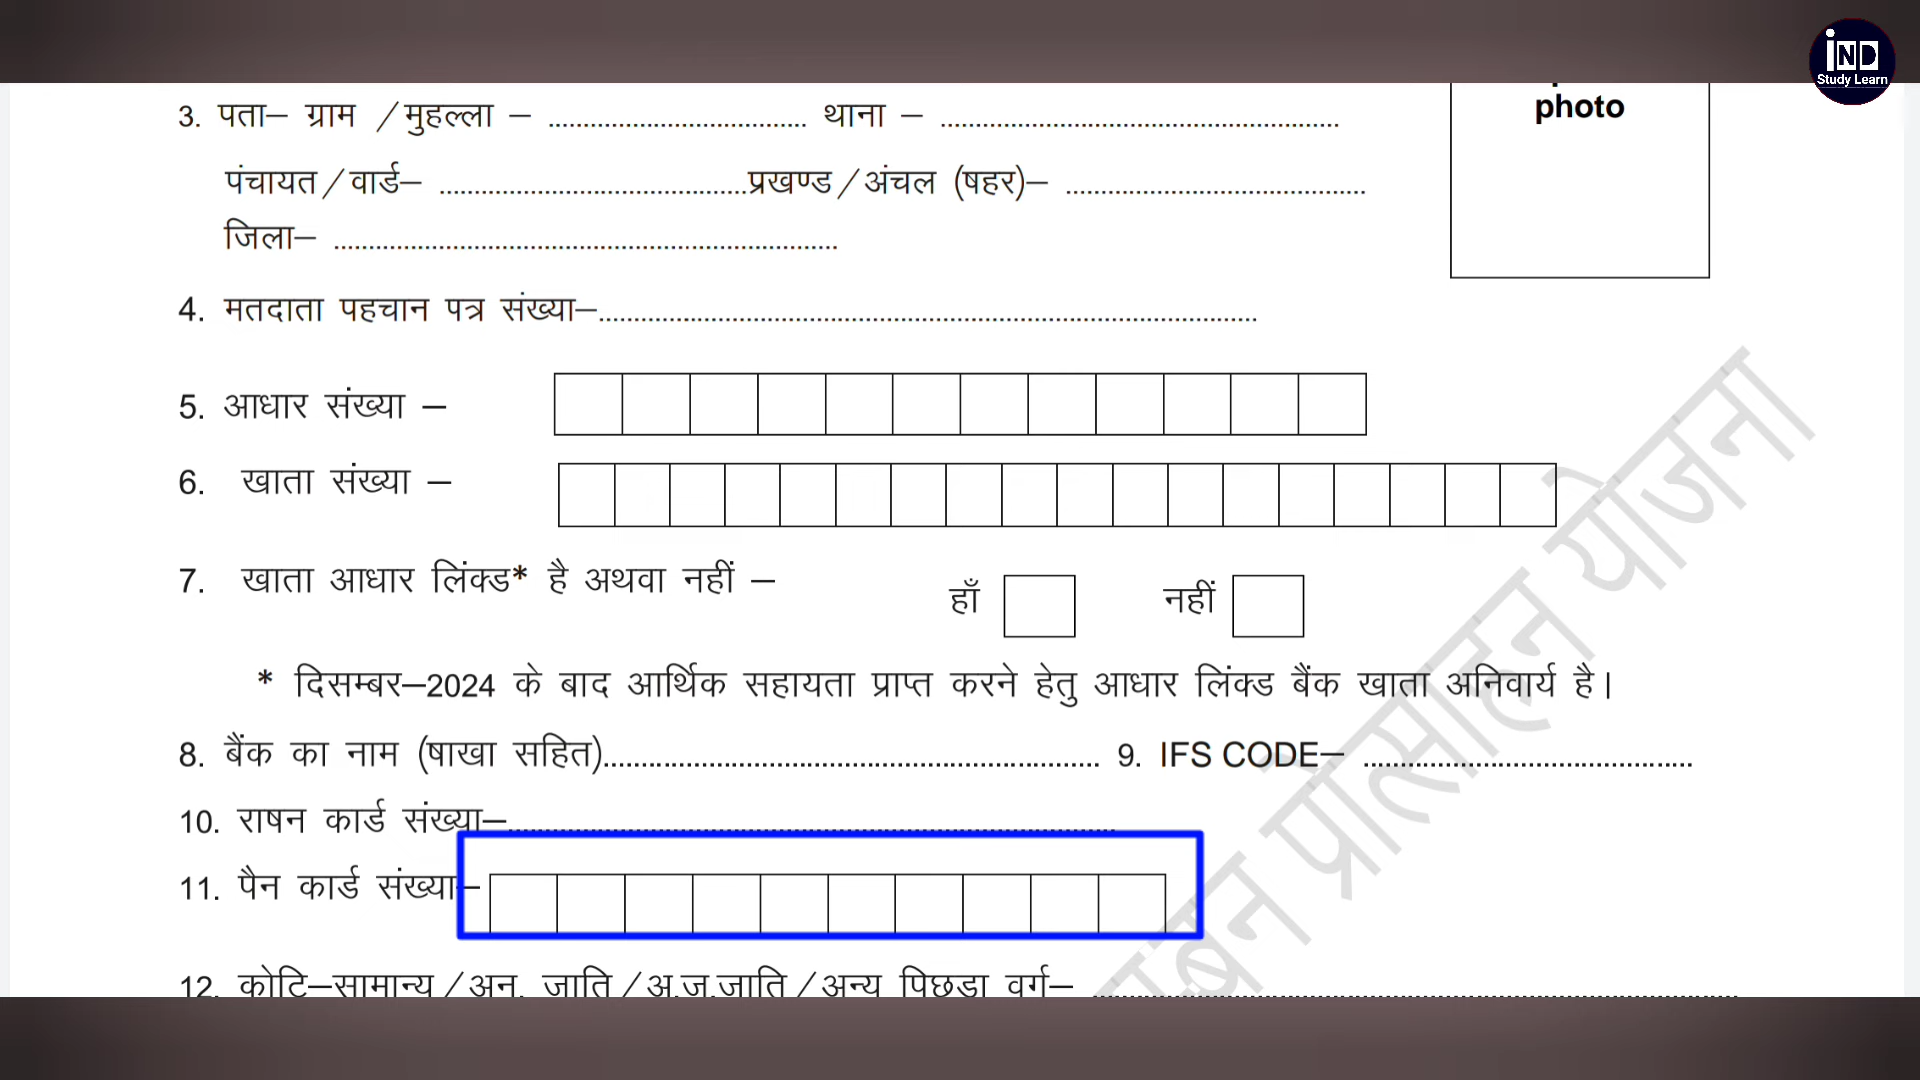 iND
Study Learn
photo
3. पता– ग्राम / मुहल्ला – ..................................... थाना – .........................................................
पंचायत / वार्ड– ............................................प्रखण्ड / अंचल (षहर)– ...........................................
जिला– ........................................................................
4. मतदाता पहचान पत्र संख्या–..............................................................................................
5. आधार संख्या –
6. खाता संख्या –
7. खाता आधार लिंक्ड* है अथवा नहीं – हाँ नहीं
* दिसम्बर–2024 के बाद आर्थिक सहायता प्राप्त करने हेतु आधार लिंक्ड बैंक खाता अनिवार्य है।
8. बैंक का नाम (षाखा सहित)..................................................... 9. IFS CODE– ...........................................
10. राषन कार्ड संख्या–.......................................................................................
11. पैन कार्ड संख्या–
12. कोटि–सामान्य / अनु. जाति / अ.ज.जाति / अन्य पिछड़ा वर्ग– ............................................................
प्रोत्साहन योजना